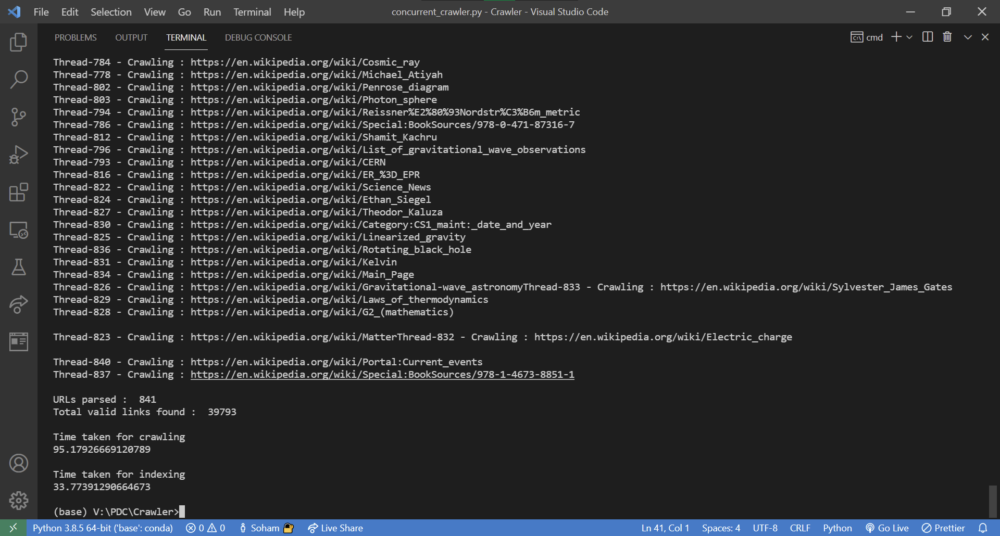 File Edit Selection View Go Run Terminal Help concurrent_crawler.py - Crawler - Visual Studio Code
PROBLEMS OUTPUT TERMINAL DEBUG CONSOLE cmd
Thread-784 - Crawling : https://en.wikipedia.org/wiki/Cosmic_ray
Thread-778 - Crawling : https://en.wikipedia.org/wiki/Michael_Atiyah
Thread-802 - Crawling : https://en.wikipedia.org/wiki/Penrose_diagram
Thread-803 - Crawling : https://en.wikipedia.org/wiki/Photon_sphere
Thread-794 - Crawling : https://en.wikipedia.org/wiki/Reissner%E2%80%93Nordstr%C3%B6m_metric
Thread-786 - Crawling : https://en.wikipedia.org/wiki/Special:BookSources/978-0-471-87316-7
Thread-812 - Crawling : https://en.wikipedia.org/wiki/Shamit_Kachru
Thread-796 - Crawling : https://en.wikipedia.org/wiki/List_of_gravitational_wave_observations
Thread-793 - Crawling : https://en.wikipedia.org/wiki/CERN
Thread-816 - Crawling : https://en.wikipedia.org/wiki/ER_%3D_EPR
Thread-822 - Crawling : https://en.wikipedia.org/wiki/Science_News
Thread-824 - Crawling : https://en.wikipedia.org/wiki/Ethan_Siegel
Thread-827 - Crawling : https://en.wikipedia.org/wiki/Theodor_Kaluza
Thread-830 - Crawling : https://en.wikipedia.org/wiki/Category:CS1_maint:_date_and_year
Thread-825 - Crawling : https://en.wikipedia.org/wiki/Linearized_gravity
Thread-836 - Crawling : https://en.wikipedia.org/wiki/Rotating_black_hole
Thread-831 - Crawling : https://en.wikipedia.org/wiki/Kelvin
Thread-834 - Crawling : https://en.wikipedia.org/wiki/Main_Page
Thread-826 - Crawling : https://en.wikipedia.org/wiki/Gravitational-wave_astronomyThread-833 - Crawling : https://en.wikipedia.org/wiki/Sylvester_James_Gates
Thread-829 - Crawling : https://en.wikipedia.org/wiki/Laws_of_thermodynamics
Thread-828 - Crawling : https://en.wikipedia.org/wiki/G2_(mathematics)
Thread-823 - Crawling : https://en.wikipedia.org/wiki/MatterThread-832 - Crawling : https://en.wikipedia.org/wiki/Electric_charge
Thread-840 - Crawling : https://en.wikipedia.org/wiki/Portal:Current_events
Thread-837 - Crawling : https://en.wikipedia.org/wiki/Special:BookSources/978-1-4673-8851-1
URLs parsed :  841
Total valid links found :  39793
Time taken for crawling
95.17926669120789
Time taken for indexing
33.77391290664673
(base) V:\PDC\Crawler>
Python 3.8.5 64-bit ('base': conda) 0 0 Soham Live Share Ln 41, Col 1 Spaces: 4 UTF-8 CRLF Python Go Live Prettier